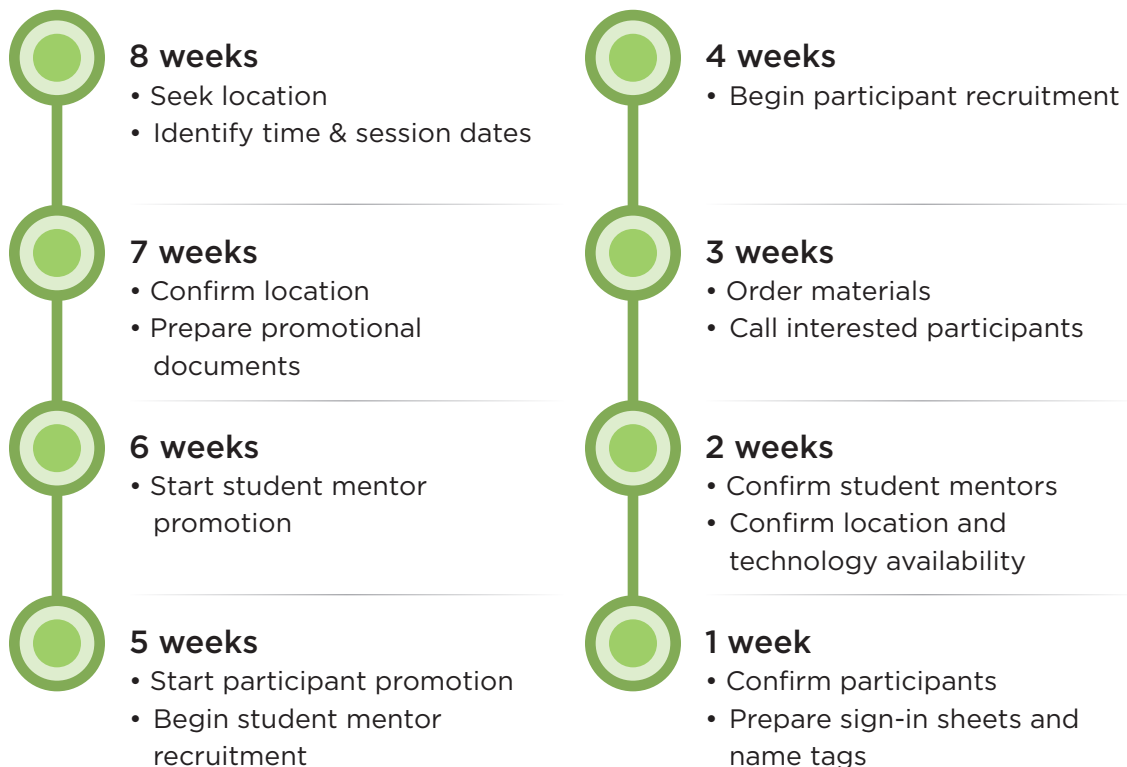 8 weeks
• Seek location
• Identify time & session dates
7 weeks
• Confirm location
• Prepare promotional
documents
6 weeks
• Start student mentor
promotion
5 weeks
• Start participant promotion
• Begin student mentor
recruitment
4 weeks
• Begin participant recruitment
3 weeks
• Order materials
• Call interested participants
2 weeks
• Confirm student mentors
• Confirm location and
technology availability
1 week
• Confirm participants
• Prepare sign-in sheets and
name tags